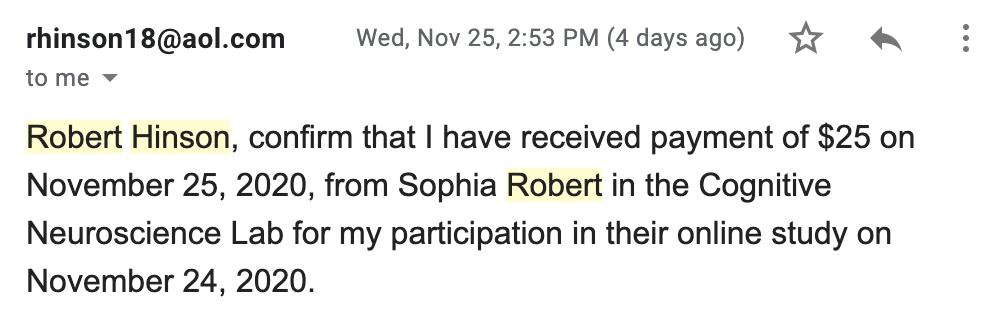 rhinson18@aol.com Wed, Nov 25, 2:53 PM (4 days ago)
to me
Robert Hinson, confirm that I have received payment of $25 on
November 25, 2020, from Sophia Robert in the Cognitive
Neuroscience Lab for my participation in their online study on
November 24, 2020.